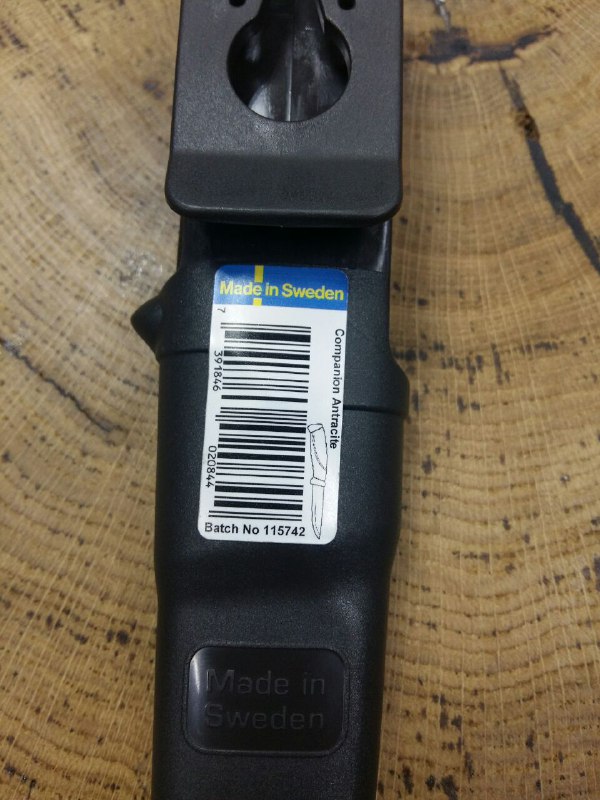 Made in Sweden
Companion Antracite
7 391846 020844
Batch No 115742
Made in
Sweden